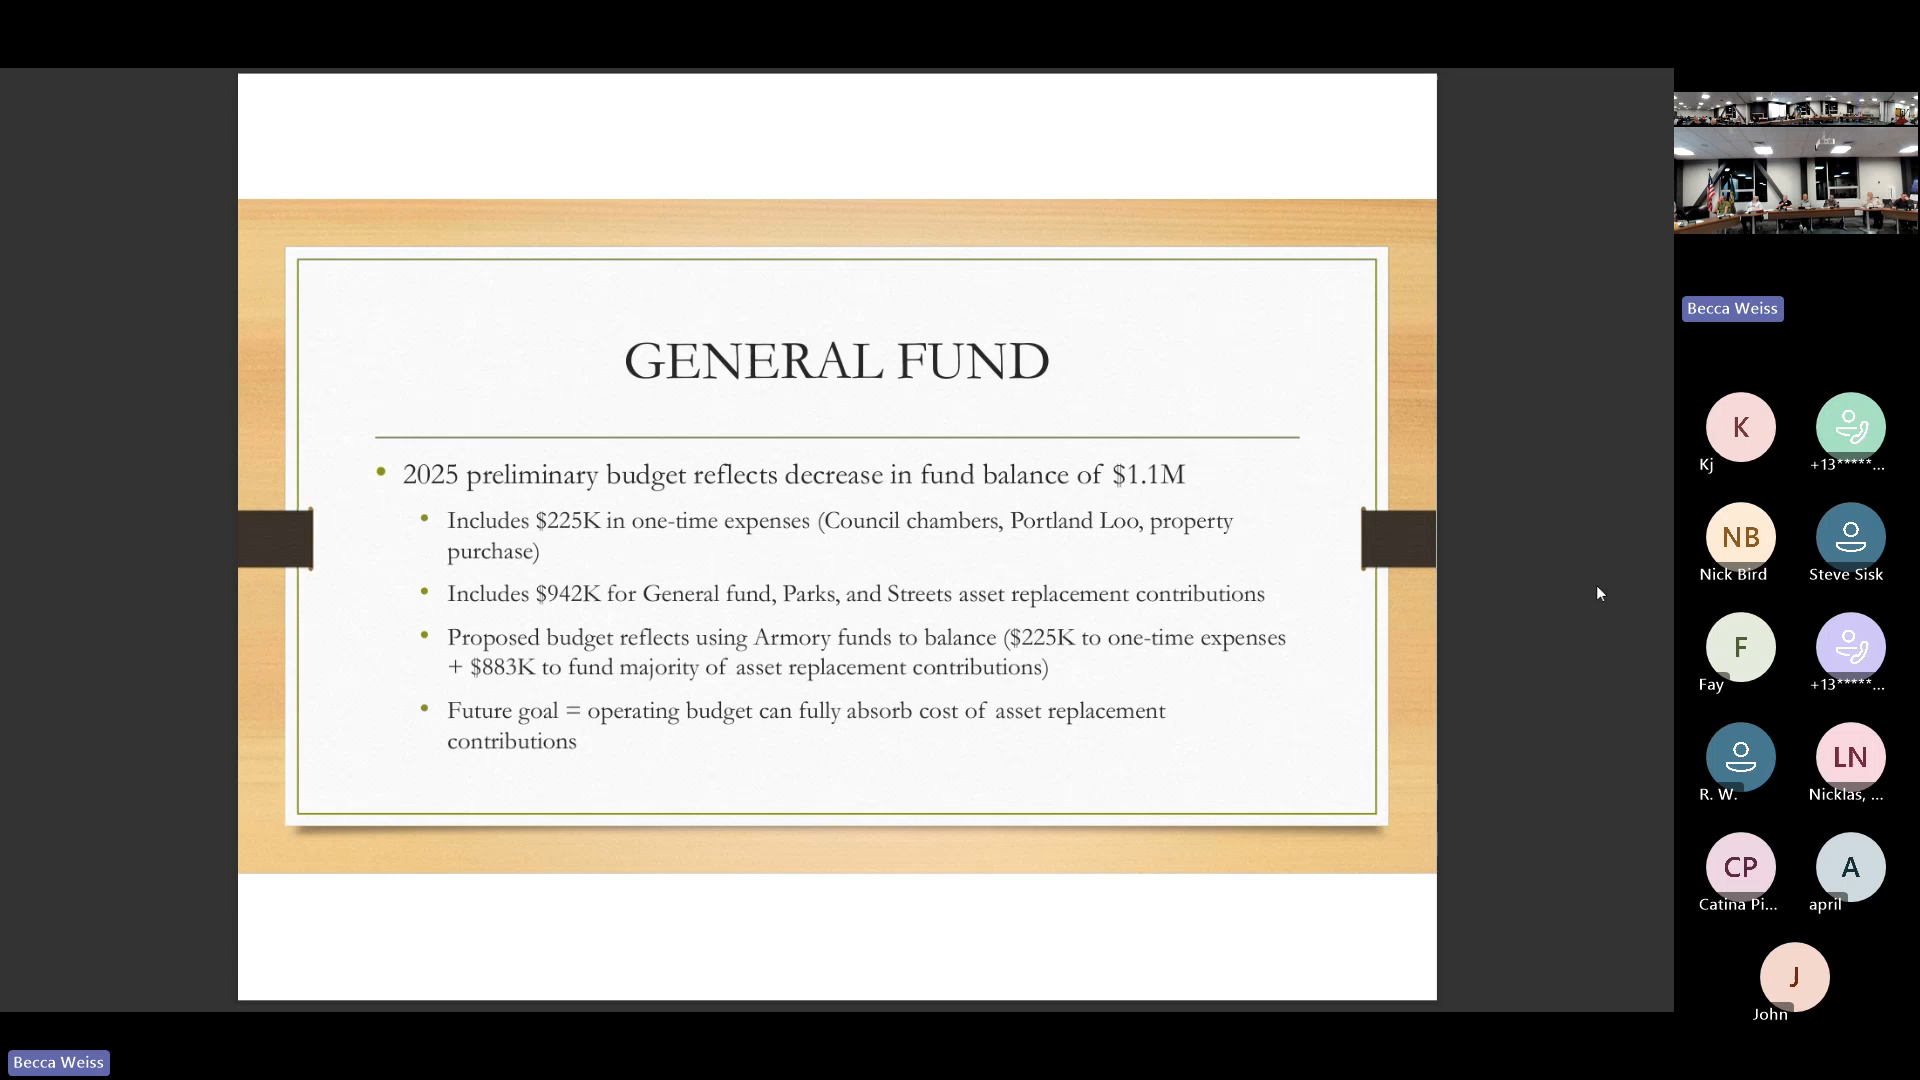 GENERAL FUND
• 2025 preliminary budget reflects decrease in fund balance of $1.1M
• Includes $225K in one-time expenses (Council chambers, Portland Loo, property
purchase)
• Includes $942K for General fund, Parks, and Streets asset replacement contributions
• Proposed budget reflects using Armory funds to balance ($225K to one-time expenses
+ $883K to fund majority of asset replacement contributions)
• Future goal = operating budget can fully absorb cost of asset replacement
contributions
Becca Weiss
K
Kj
+13*****...
NB
Nick Bird
Steve Sisk
F
Fay
+13*****...
R. W.
LN
Nicklas, ...
CP
Catina Pi...
A
april
J
John
Becca Weiss